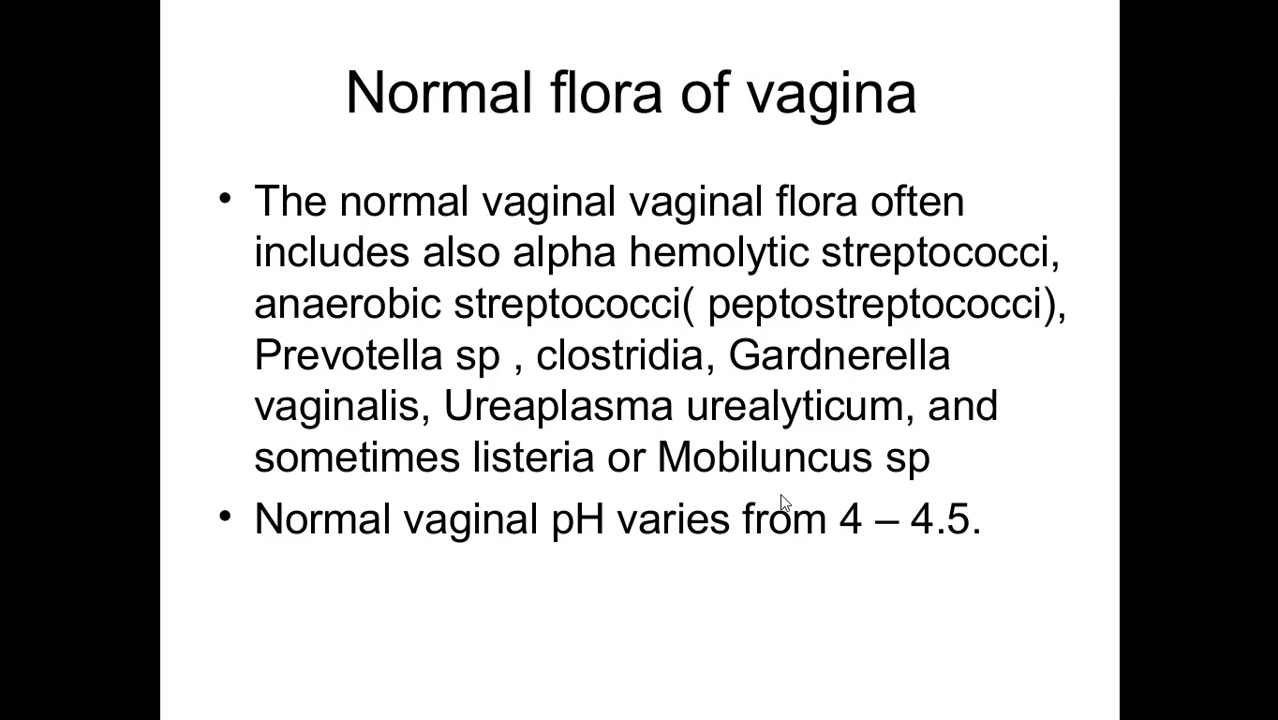 Normal flora of vagina
• The normal vaginal vaginal flora often
includes also alpha hemolytic streptococci,
anaerobic streptococci( peptostreptococci),
Prevotella sp , clostridia, Gardnerella
vaginalis, Ureaplasma urealyticum, and
sometimes listeria or Mobiluncus sp
• Normal vaginal pH varies from 4 – 4.5.